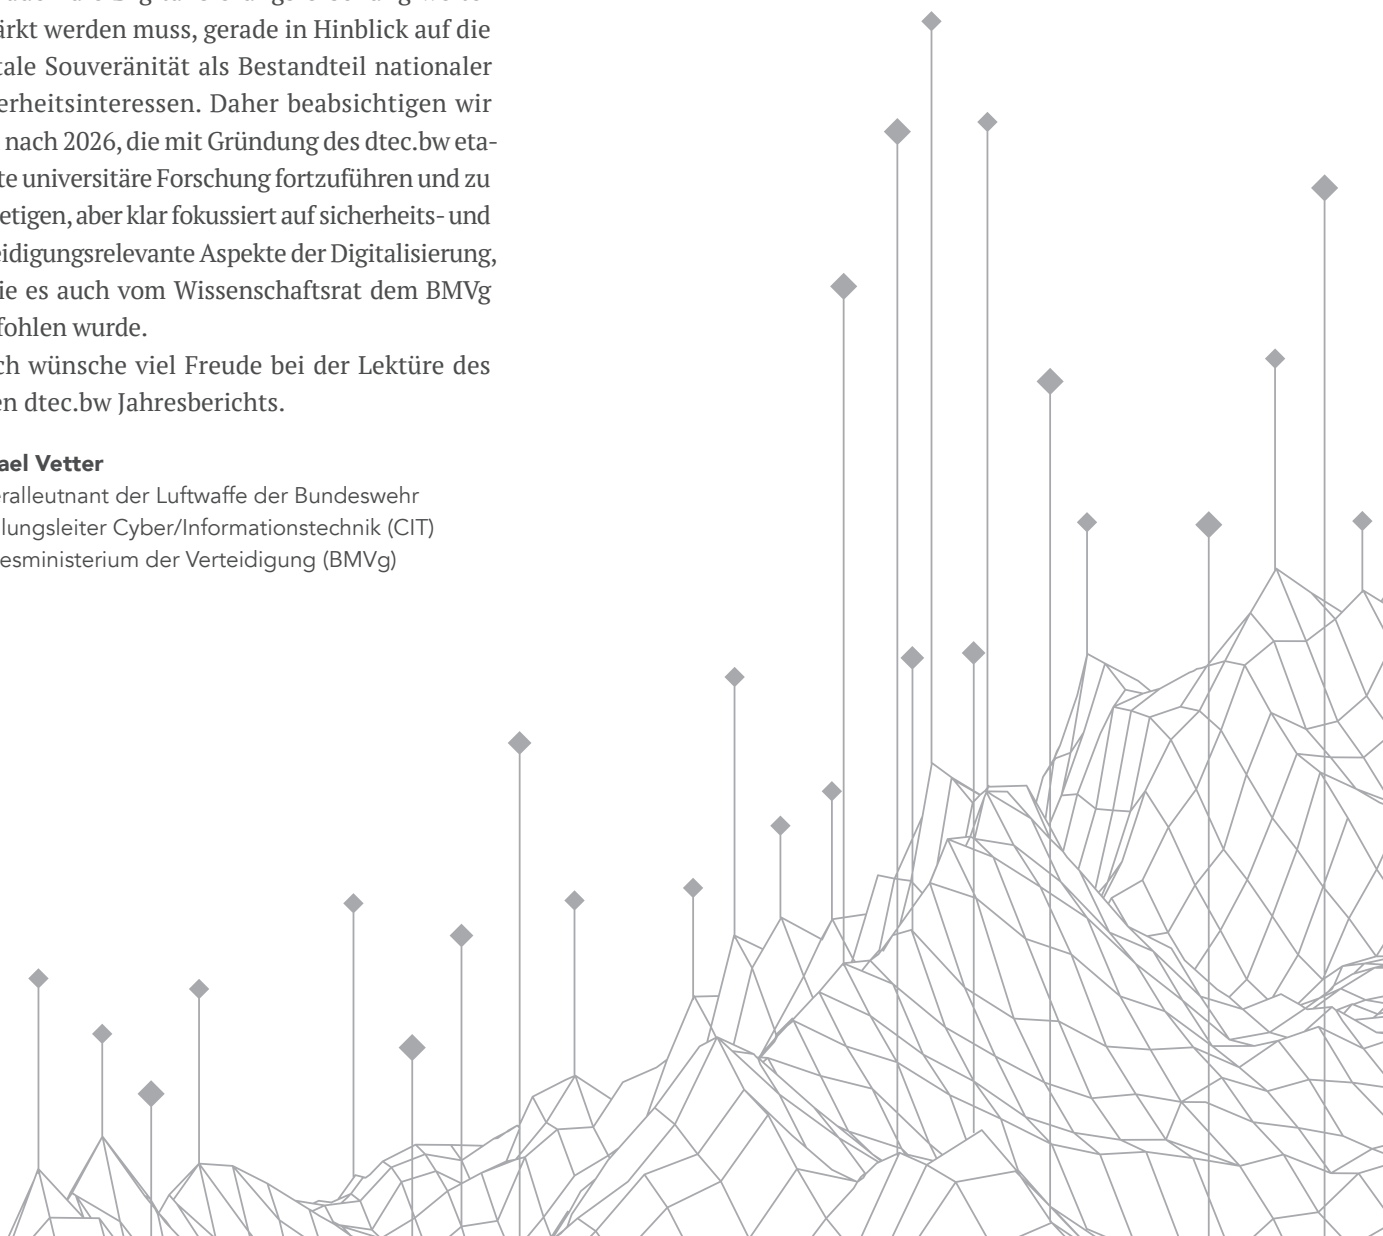 ärkt werden muss, gerade in Hinblick auf die
tale Souveränität als Bestandteil nationaler
erheitsinteressen. Daher beabsichtigen wir
nach 2026, die mit Gründung des dtec.bw eta-
te universitäre Forschung fortzuführen und zu
etigen, aber klar fokussiert auf sicherheits- und
eidigungsrelevante Aspekte der Digitalisierung,
ie es auch vom Wissenschaftsrat dem BMVg
fohlen wurde.
ch wünsche viel Freude bei der Lektüre des
en dtec.bw Jahresberichts.
ael Vetter
eralleutnant der Luftwaffe der Bundeswehr
lungsleiter Cyber/Informationstechnik (CIT)
esministerium der Verteidigung (BMVg)